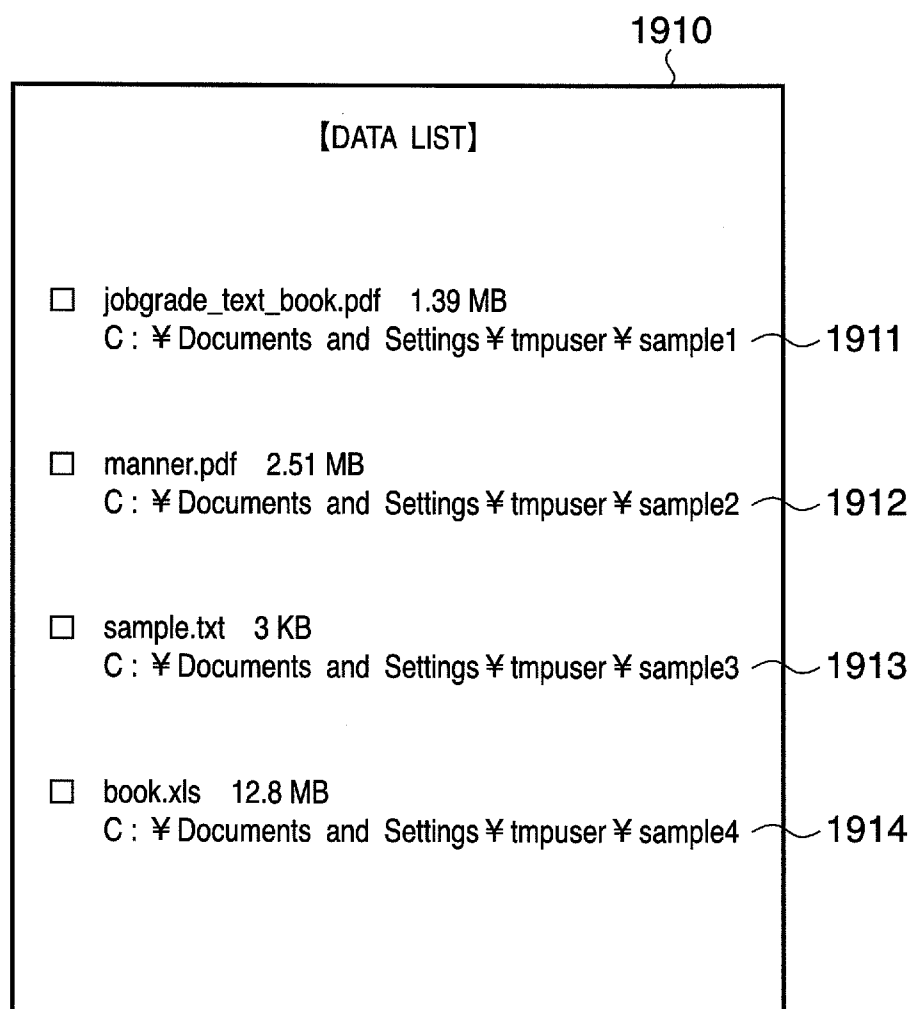 1910
【DATA LIST】
□ jobgrade_text_book.pdf 1.39 MB
C : ¥ Documents and Settings ¥ tmpuser ¥ sample1
1911
□ manner.pdf 2.51 MB
C : ¥ Documents and Settings ¥ tmpuser ¥ sample2
1912
□ sample.txt 3 KB
C : ¥ Documents and Settings ¥ tmpuser ¥ sample3
1913
□ book.xls 12.8 MB
C : ¥ Documents and Settings ¥ tmpuser ¥ sample4
1914